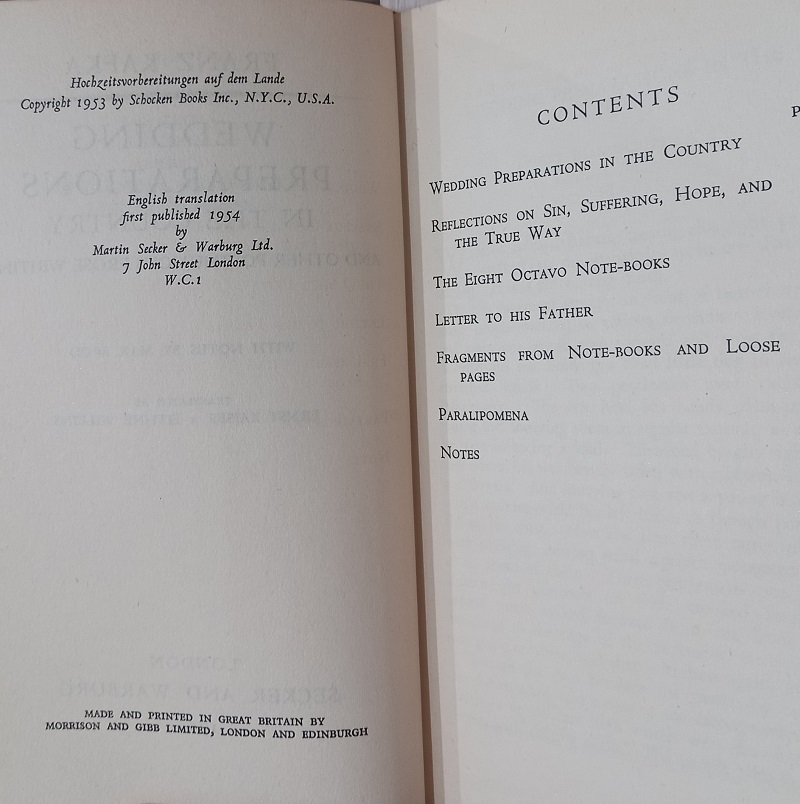 Hochzeitsvorbereitungen auf dem Lande
Copyright 1953 by Schocken Books Inc., N.Y.C., U.S.A.
English translation
first published 1954
by
Martin Secker & Warburg Ltd.
7 John Street London
W.C.1
MADE AND PRINTED IN GREAT BRITAIN BY
MORRISON AND GIBB LIMITED, LONDON AND EDINBURGH
CONTENTS
P
Wedding Preparations in the Country
Reflections on Sin, Suffering, Hope, and
the True Way
The Eight Octavo Note-books
Letter to his Father
Fragments from Note-books and Loose
pages
Paralipomena
Notes